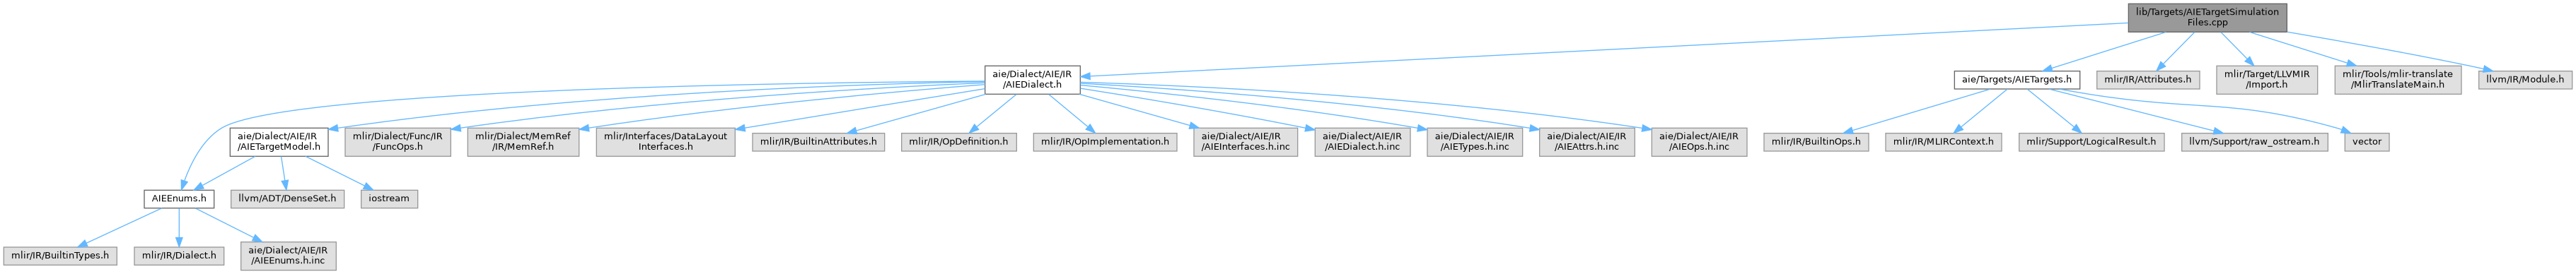 lib/Targets/AIETargetSimulation
Files.cpp
aie/Dialect/AIE/IR
/AIEDialect.h
aie/Targets/AIETargets.h
mlir/IR/Attributes.h
mlir/Target/LLVMIR
/Import.h
mlir/Tools/mlir-translate
/MlirTranslateMain.h
llvm/IR/Module.h
aie/Dialect/AIE/IR
/AIETargetModel.h
mlir/Dialect/Func/IR
/FuncOps.h
mlir/Dialect/MemRef
/IR/MemRef.h
mlir/Interfaces/DataLayout
Interfaces.h
mlir/IR/BuiltinAttributes.h
mlir/IR/OpDefinition.h
mlir/IR/OpImplementation.h
aie/Dialect/AIE/IR
/AIEInterfaces.h.inc
aie/Dialect/AIE/IR
/AIEDialect.h.inc
aie/Dialect/AIE/IR
/AIETypes.h.inc
aie/Dialect/AIE/IR
/AIEAttrs.h.inc
aie/Dialect/AIE/IR
/AIEOps.h.inc
mlir/IR/BuiltinOps.h
mlir/IR/MLIRContext.h
mlir/Support/LogicalResult.h
llvm/Support/raw_ostream.h
vector
AIEEnums.h
llvm/ADT/DenseSet.h
iostream
mlir/IR/BuiltinTypes.h
mlir/IR/Dialect.h
aie/Dialect/AIE/IR
/AIEEnums.h.inc